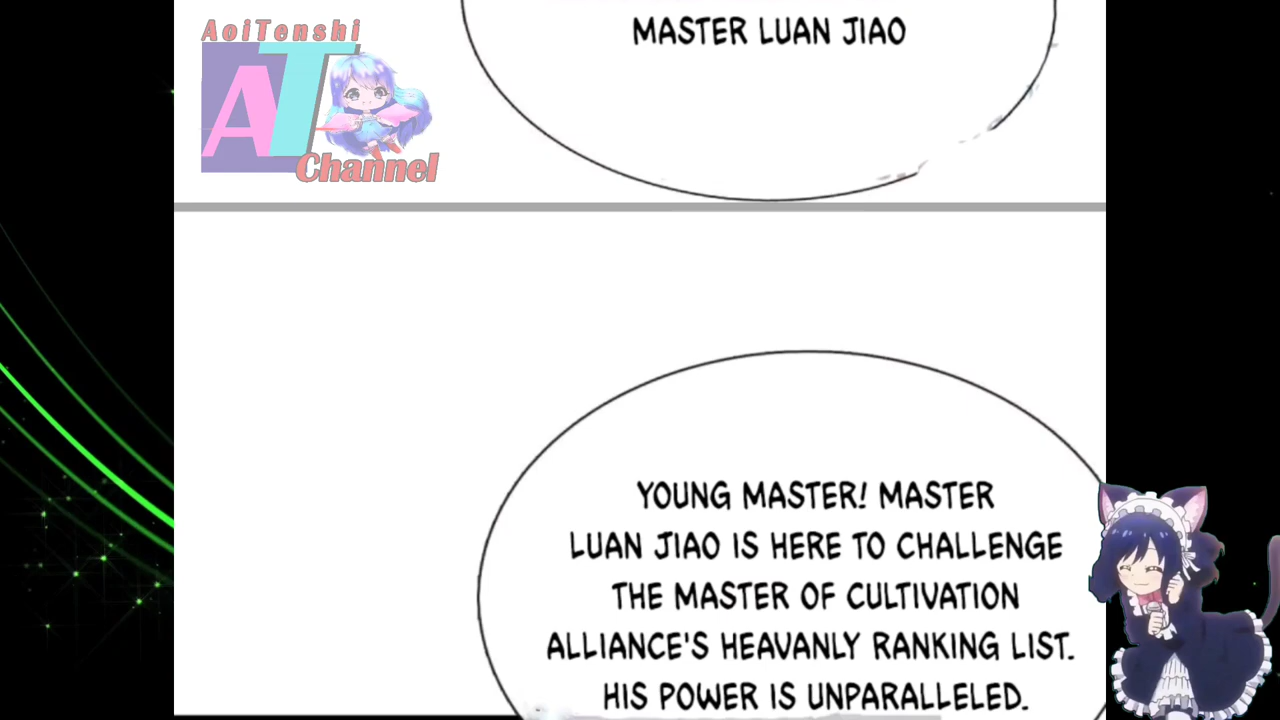 AoiTenshi
AT
Channel
MASTER LUAN JIAO
YOUNG MASTER! MASTER
LUAN JIAO IS HERE TO CHALLENGE
THE MASTER OF CULTIVATION
ALLIANCE'S HEAVANLY RANKING LIST.
HIS POWER IS UNPARALLELED.